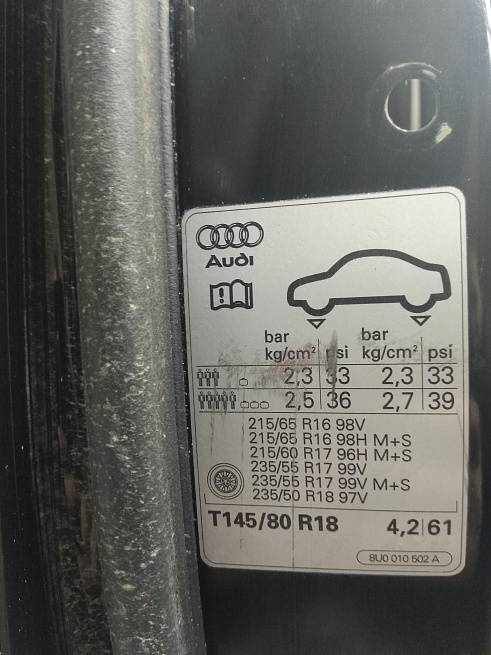 Audi
bar psi bar psi
kg/cm² kg/cm²
2,3 33 2,3 33
2,5 36 2,7 39
215/65 R16 98V
215/65 R16 98H M+S
215/60 R17 96H M+S
235/55 R17 99V
235/55 R17 99V M+S
235/50 R18 97V
T145/80 R18 4,2 61
8U0 010 502 A